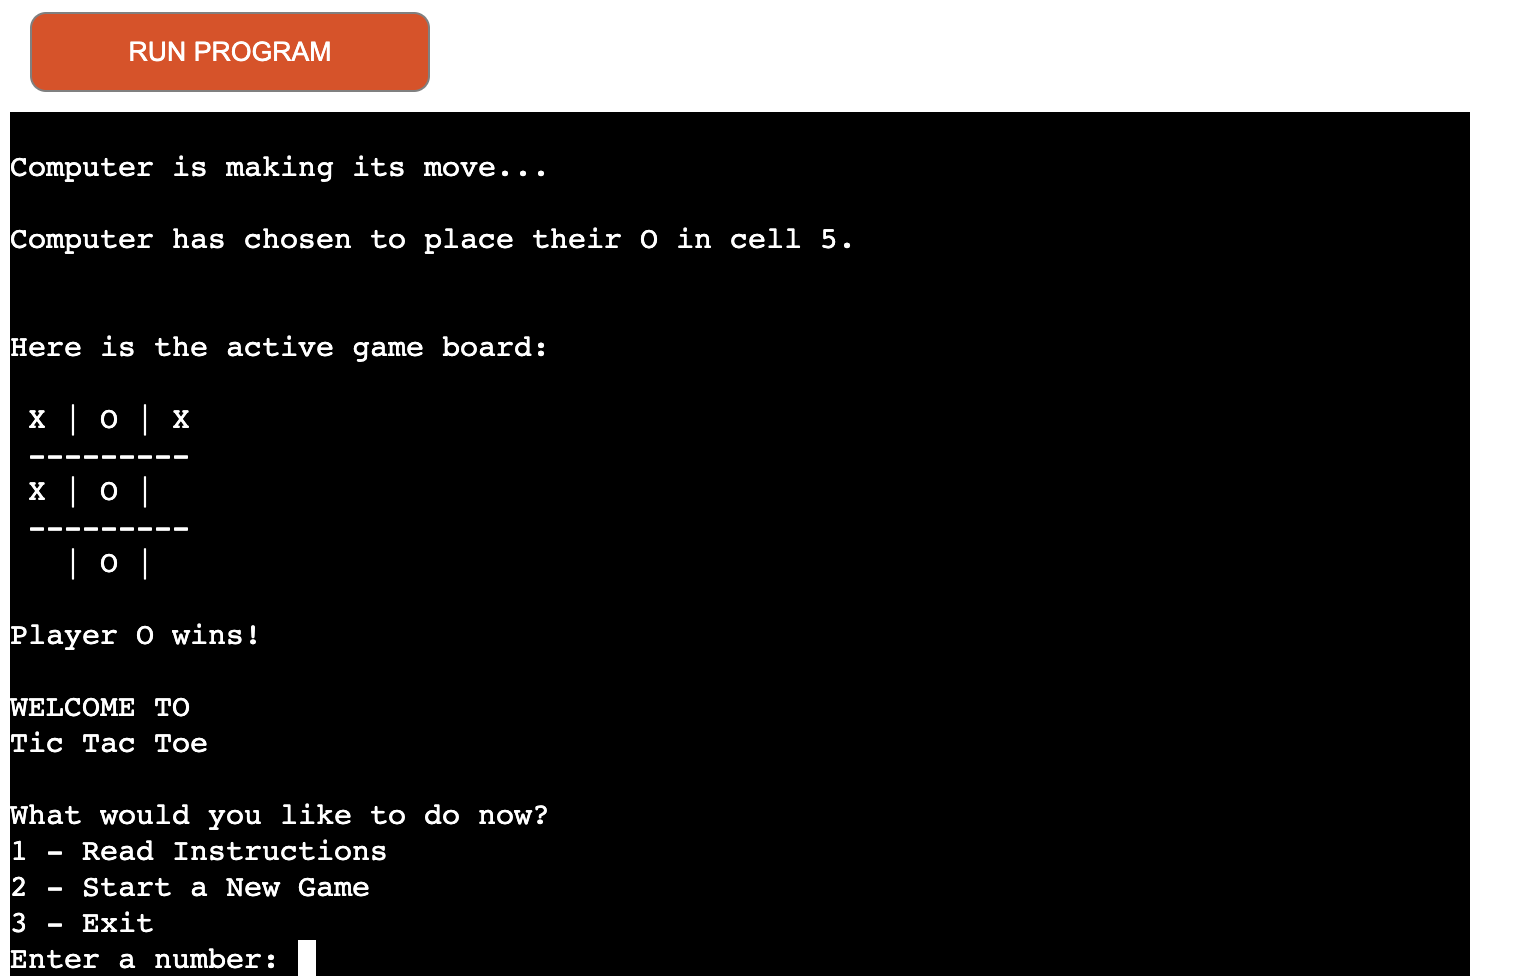 RUN PROGRAM
Computer is making its move...
Computer has chosen to place their O in cell 5.
Here is the active game board:
X | O | X
---------
X | O |
---------
  | O |
Player O wins!
WELCOME TO
Tic Tac Toe
What would you like to do now?
1 - Read Instructions
2 - Start a New Game
3 - Exit
Enter a number: